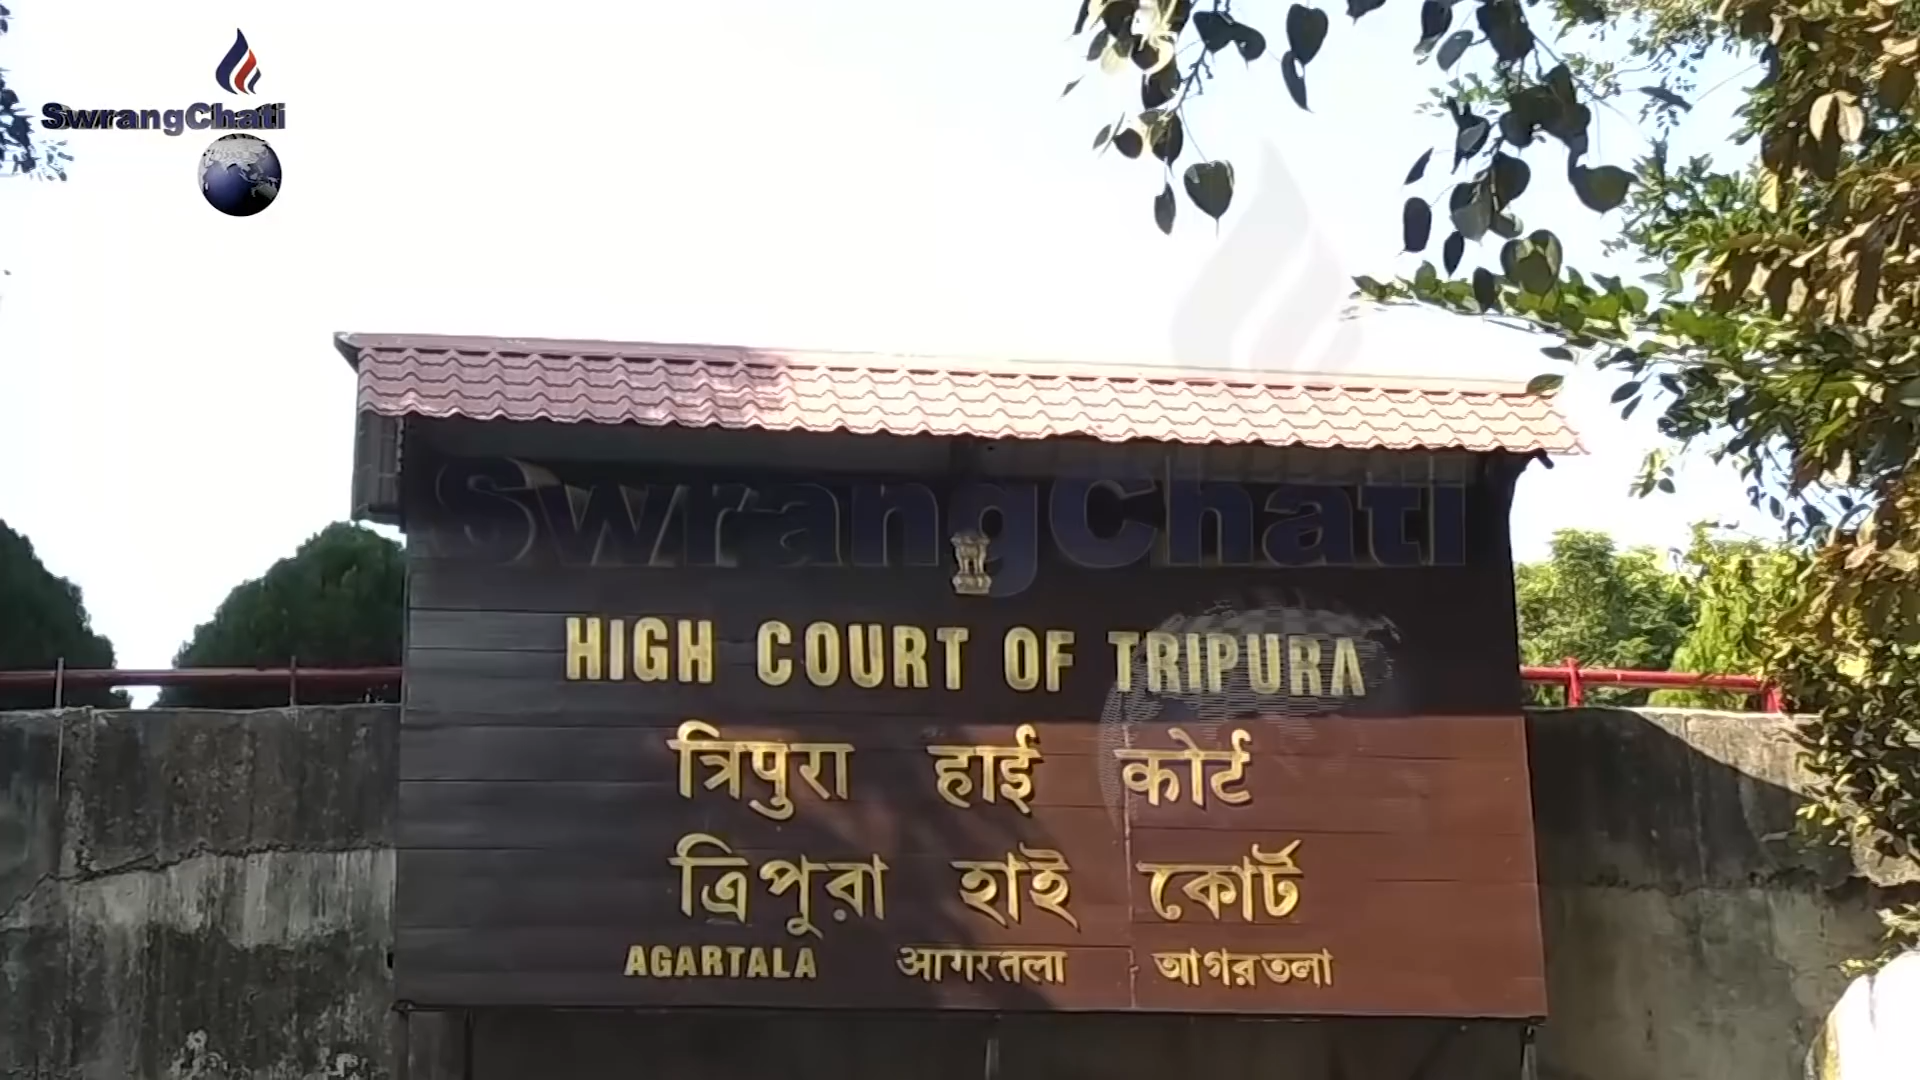 SwrangChati
SwrangChati
HIGH COURT OF TRIPURA
त्रिपुरा हाई कोर्ट
ত্রিপুরা হাই কোর্ট
AGARTALA आगरतला আগরতলা